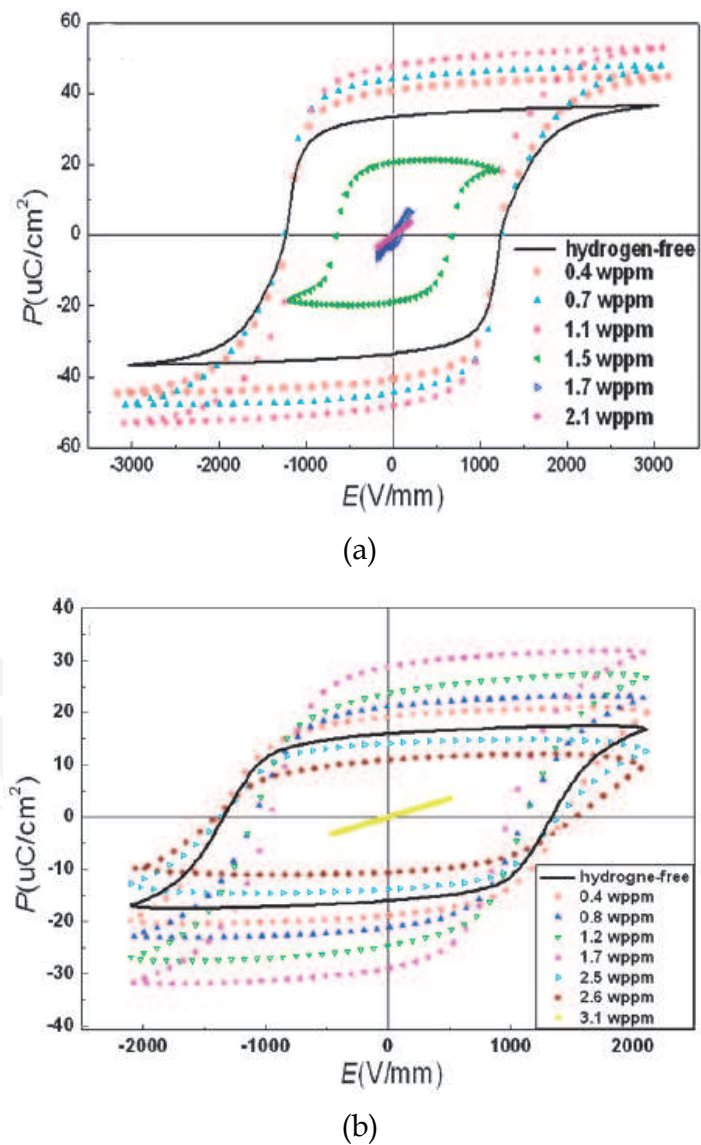 60
40
20
0
-20
-40
-60
P(uC/cm²)
-3000 -2000 -1000 0 1000 2000 3000
E(V/mm)
hydrogen-free
0.4 wppm
0.7 wppm
1.1 wppm
1.5 wppm
1.7 wppm
2.1 wppm
(a)
40
30
20
10
0
-10
-20
-30
-40
P(uC/cm²)
-2000 -1000 0 1000 2000
E(V/mm)
hydrogne-free
0.4 wppm
0.8 wppm
1.2 wppm
1.7 wppm
2.5 wppm
2.6 wppm
3.1 wppm
(b)